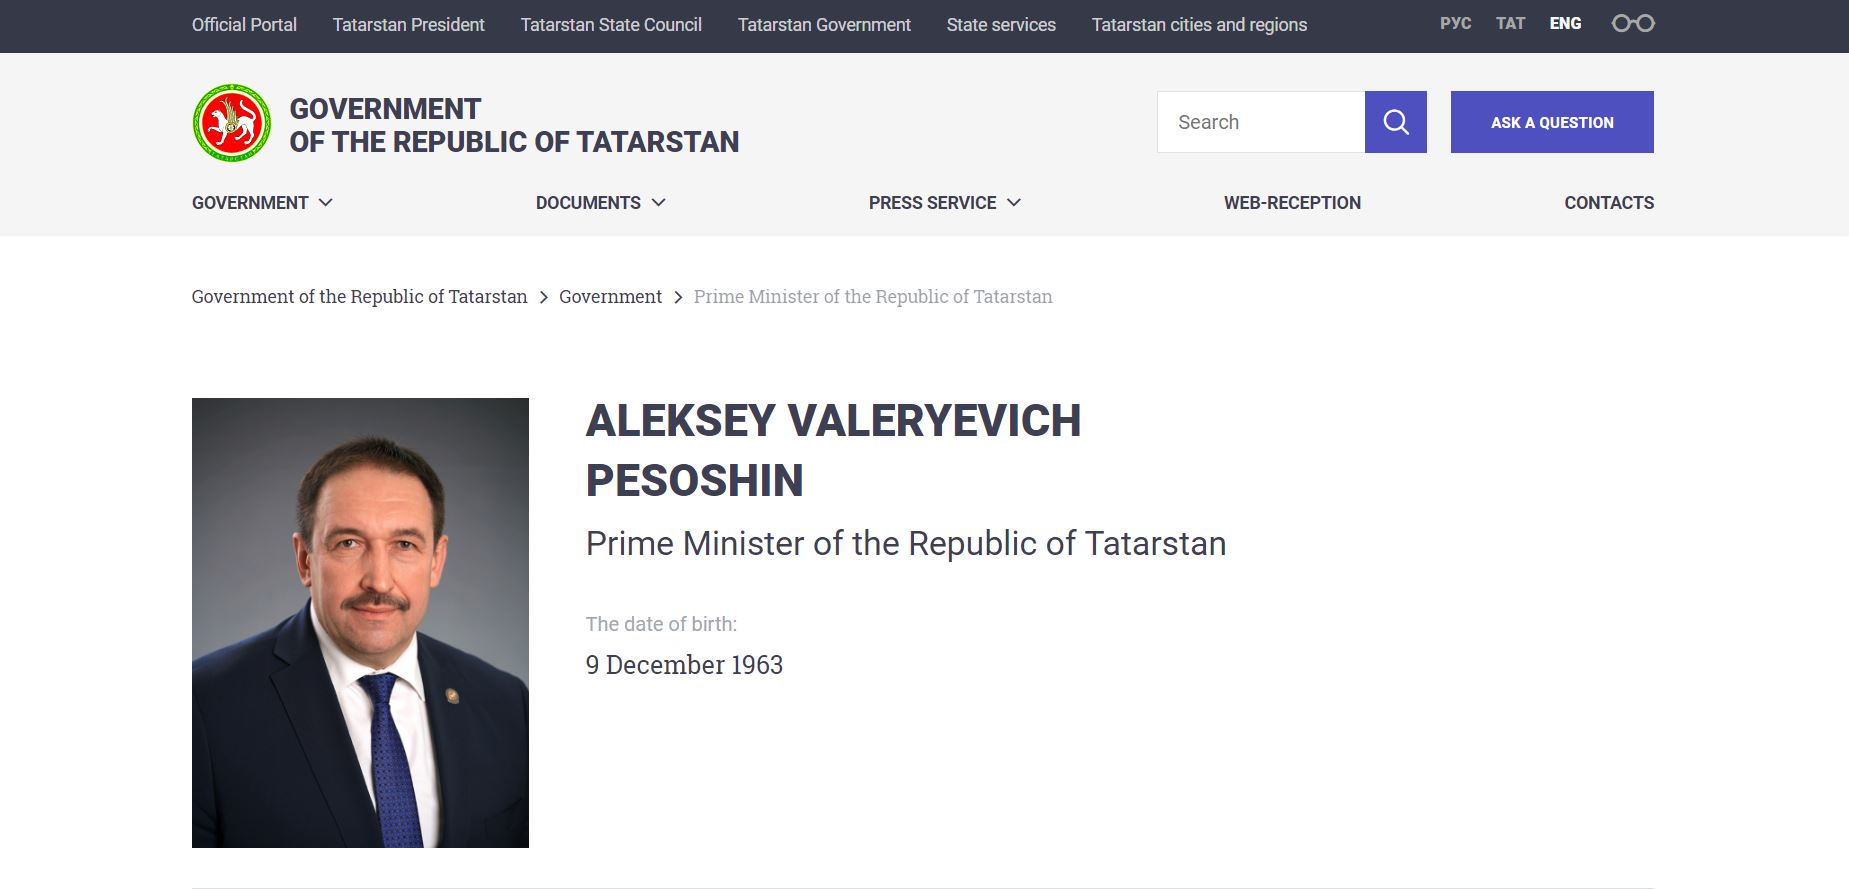 Official Portal Tatarstan President Tatarstan State Council Tatarstan Government State services Tatarstan cities and regions РУС ТАТ ENG
GOVERNMENT
OF THE REPUBLIC OF TATARSTAN
Search
ASK A QUESTION
GOVERNMENT DOCUMENTS PRESS SERVICE WEB-RECEPTION CONTACTS
Government of the Republic of Tatarstan > Government > Prime Minister of the Republic of Tatarstan
ALEKSEY VALERYEVICH
PESOSHIN
Prime Minister of the Republic of Tatarstan
The date of birth:
9 December 1963